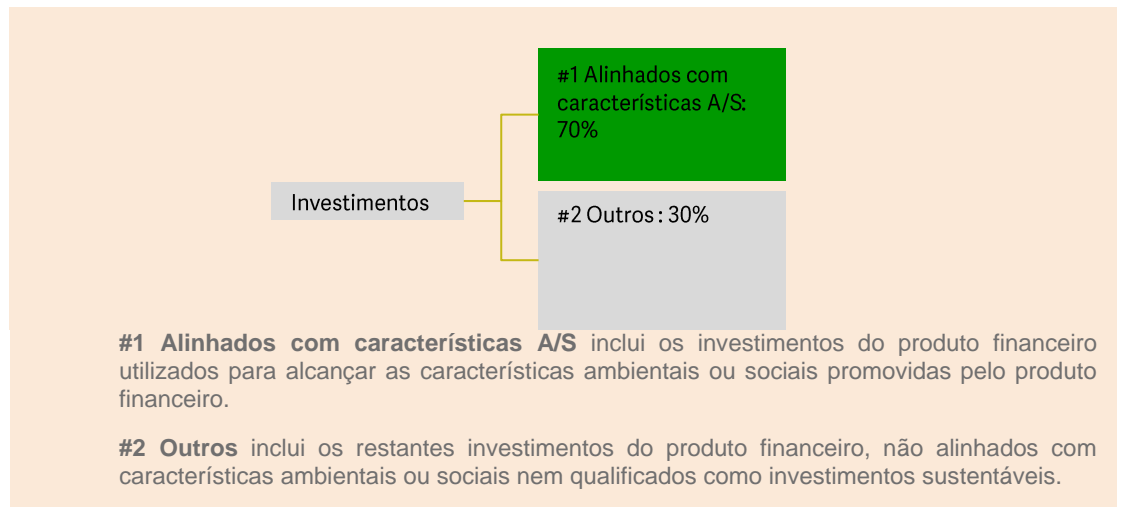 #1 Alinhados com
características A/S:
70%
Investimentos
#2 Outros : 30%
#1 Alinhados com características A/S inclui os investimentos do produto financeiro
utilizados para alcançar as características ambientais ou sociais promovidas pelo produto
financeiro.
#2 Outros inclui os restantes investimentos do produto financeiro, não alinhados com
características ambientais ou sociais nem qualificados como investimentos sustentáveis.